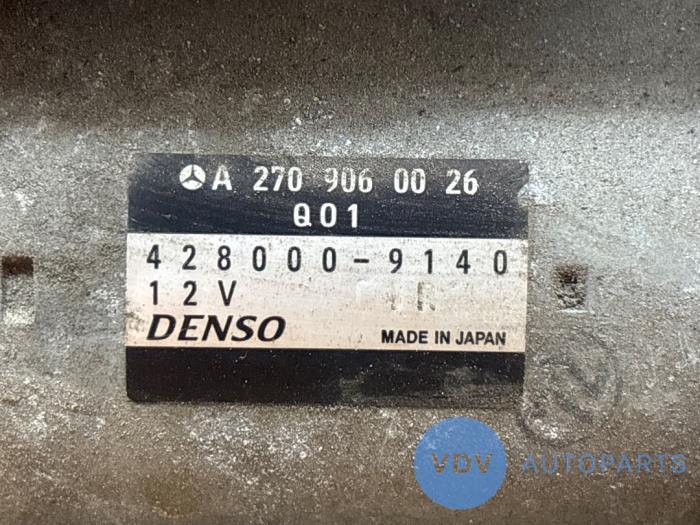 A 270 906 00 26
Q01
428000-9140
12V
DENSO MADE IN JAPAN
VDV AUTOPARTS